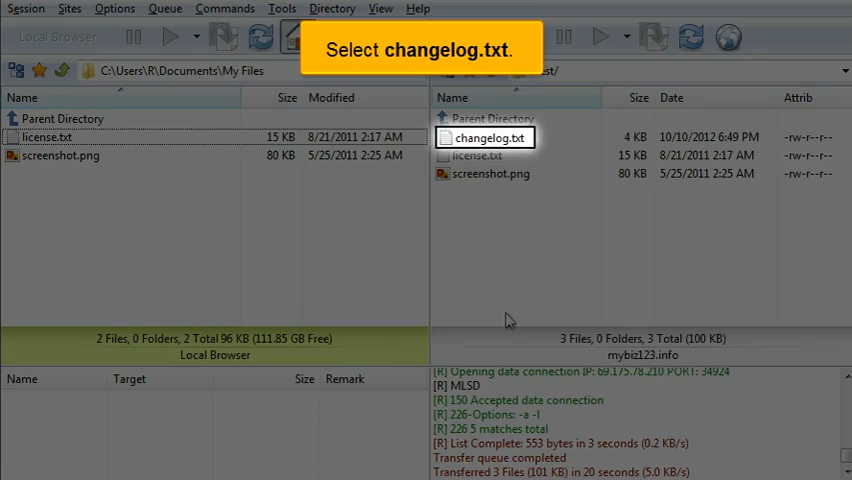 Session Sites Options Queue Commands Tools Directory View Help
Local Browser
Select changelog.txt.
C:\Users\R\Documents\My Files
Name Size Modified
Parent Directory
license.txt 15 KB 8/21/2011 2:17 AM
screenshot.png 80 KB 5/25/2011 2:25 AM
2 Files, 0 Folders, 2 Total 96 KB (111.85 GB Free)
Local Browser
Name Size Date Attrib
Parent Directory
changelog.txt 4 KB 10/10/2012 6:49 PM -rw-r--r--
license.txt 15 KB 8/21/2011 2:17 AM -rw-r--r--
screenshot.png 80 KB 5/25/2011 2:25 AM -rw-r--r--
3 Files, 0 Folders, 3 Total (100 KB)
mybiz123.info
Name Target Size Remark
[R] Opening data connection IP: 69.175.78.210 PORT: 34924
[R] MLSD
[R] 150 Accepted data connection
[R] 226-Options: -a -l
[R] 226 5 matches total
[R] List Complete: 553 bytes in 3 seconds (0.2 KB/s)
Transfer queue completed
Transferred 3 Files (101 KB) in 20 seconds (5.0 KB/s)